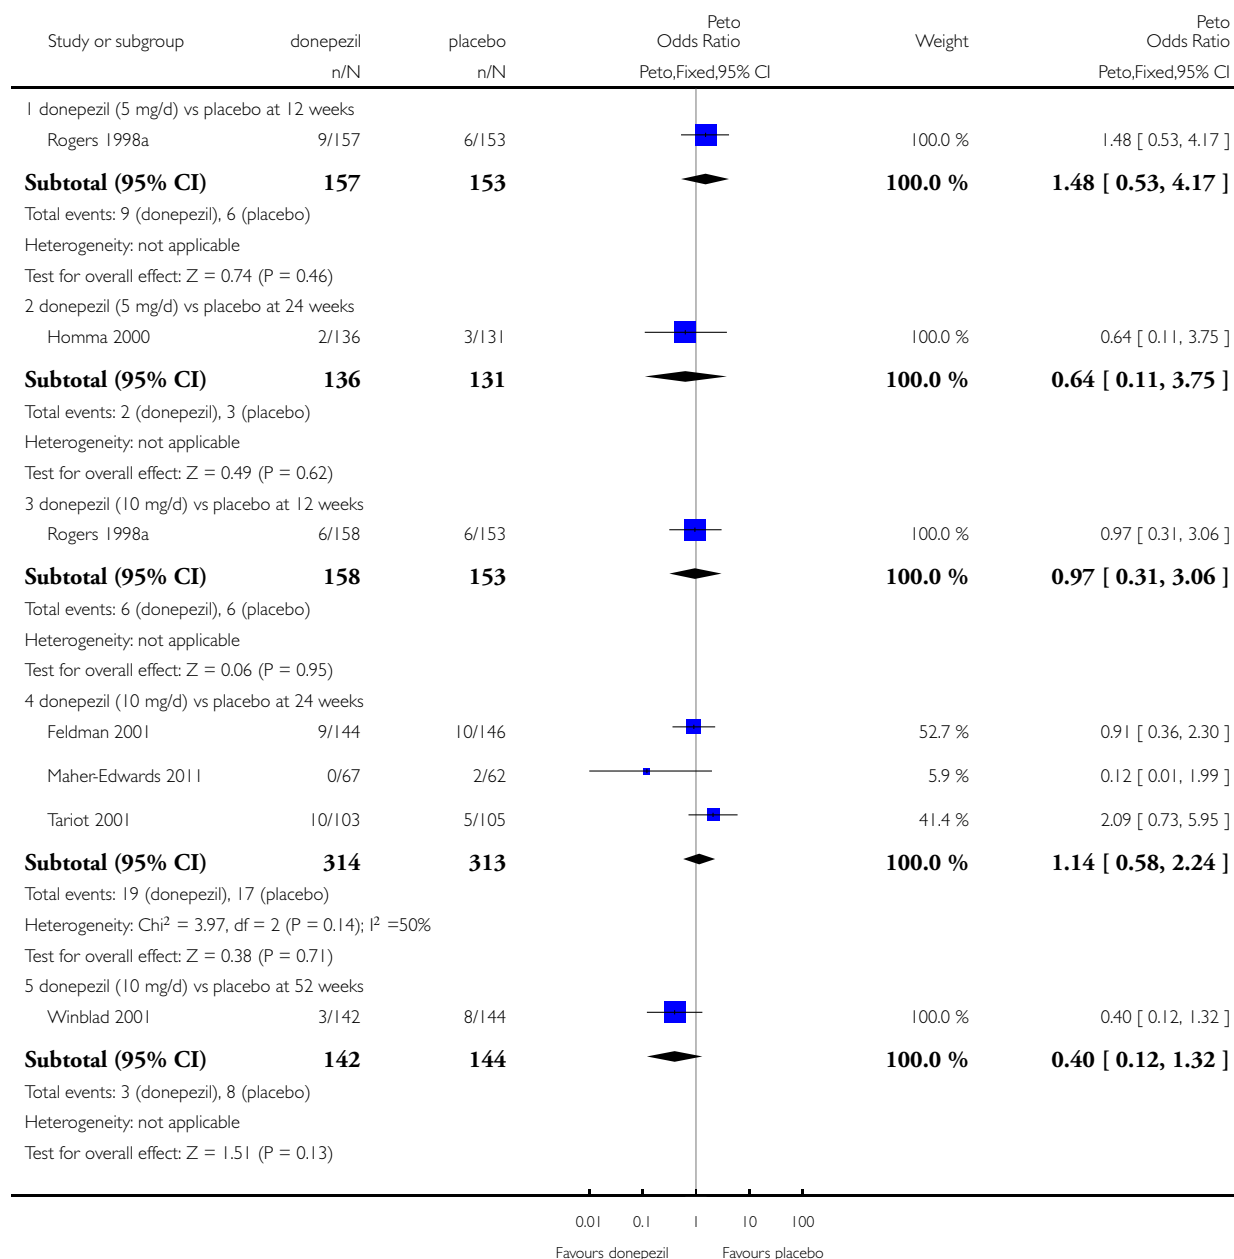 Study or subgroup donepezil placebo Peto Odds Ratio Weight Peto Odds Ratio
n/N n/N Peto,Fixed,95% CI Peto,Fixed,95% CI
1 donepezil (5 mg/d) vs placebo at 12 weeks
Rogers 1998a 9/157 6/153 100.0 % 1.48 [ 0.53, 4.17 ]
Subtotal (95% CI) 157 153 100.0 % 1.48 [ 0.53, 4.17 ]
Total events: 9 (donepezil), 6 (placebo)
Heterogeneity: not applicable
Test for overall effect: Z = 0.74 (P = 0.46)
2 donepezil (5 mg/d) vs placebo at 24 weeks
Homma 2000 2/136 3/131 100.0 % 0.64 [ 0.11, 3.75 ]
Subtotal (95% CI) 136 131 100.0 % 0.64 [ 0.11, 3.75 ]
Total events: 2 (donepezil), 3 (placebo)
Heterogeneity: not applicable
Test for overall effect: Z = 0.49 (P = 0.62)
3 donepezil (10 mg/d) vs placebo at 12 weeks
Rogers 1998a 6/158 6/153 100.0 % 0.97 [ 0.31, 3.06 ]
Subtotal (95% CI) 158 153 100.0 % 0.97 [ 0.31, 3.06 ]
Total events: 6 (donepezil), 6 (placebo)
Heterogeneity: not applicable
Test for overall effect: Z = 0.06 (P = 0.95)
4 donepezil (10 mg/d) vs placebo at 24 weeks
Feldman 2001 9/144 10/146 52.7 % 0.91 [ 0.36, 2.30 ]
Maher-Edwards 2011 0/67 2/62 5.9 % 0.12 [ 0.01, 1.99 ]
Tariot 2001 10/103 5/105 41.4 % 2.09 [ 0.73, 5.95 ]
Subtotal (95% CI) 314 313 100.0 % 1.14 [ 0.58, 2.24 ]
Total events: 19 (donepezil), 17 (placebo)
Heterogeneity: Chi² = 3.97, df = 2 (P = 0.14); I² =50%
Test for overall effect: Z = 0.38 (P = 0.71)
5 donepezil (10 mg/d) vs placebo at 52 weeks
Winblad 2001 3/142 8/144 100.0 % 0.40 [ 0.12, 1.32 ]
Subtotal (95% CI) 142 144 100.0 % 0.40 [ 0.12, 1.32 ]
Total events: 3 (donepezil), 8 (placebo)
Heterogeneity: not applicable
Test for overall effect: Z = 1.51 (P = 0.13)
0.01 0.1 1 10 100
Favours donepezil Favours placebo